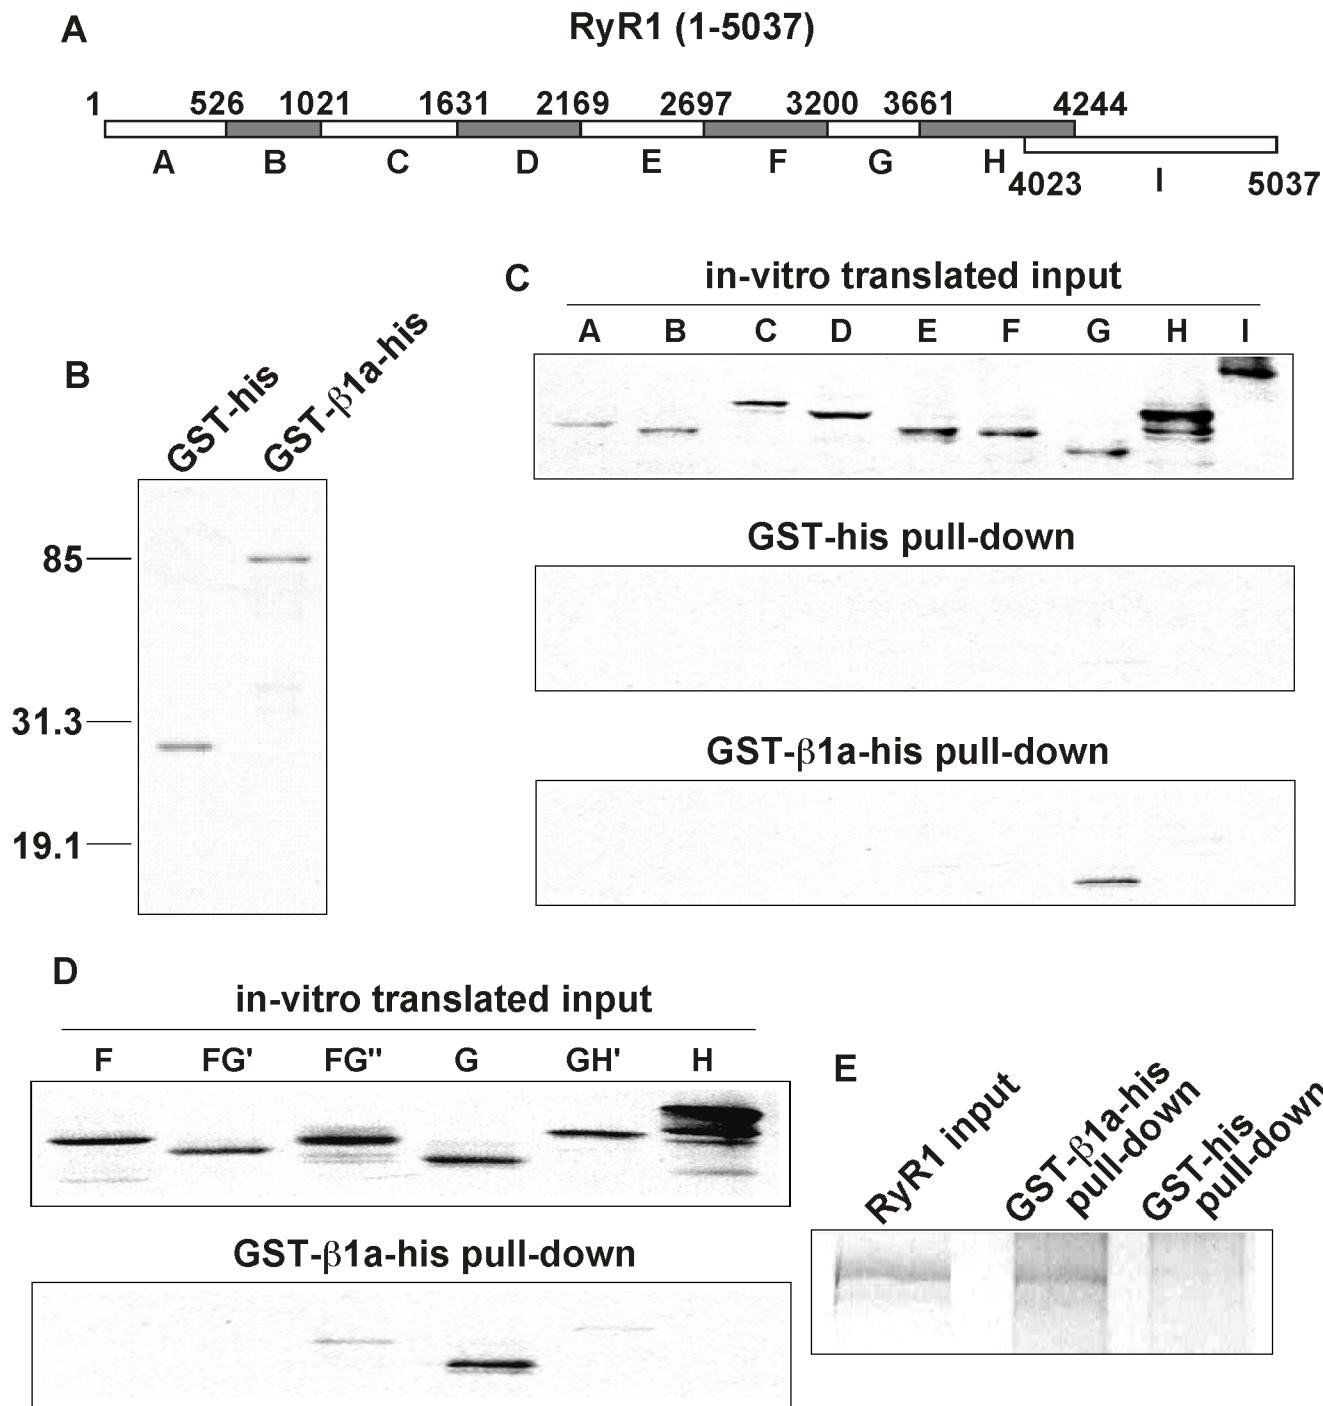 A
RyR1 (1-5037)
1 526 1021 1631 2169 2697 3200 3661 4244
A B C D E F G H
4023 I 5037
B
GST-his
GST-β1a-his
85
31.3
19.1
C
in-vitro translated input
A B C D E F G H I
GST-his pull-down
GST-β1a-his pull-down
D
in-vitro translated input
F FG' FG" G GH' H
GST-β1a-his pull-down
E
RyR1 input
GST-β1a-his
pull-down
GST-his
pull-down